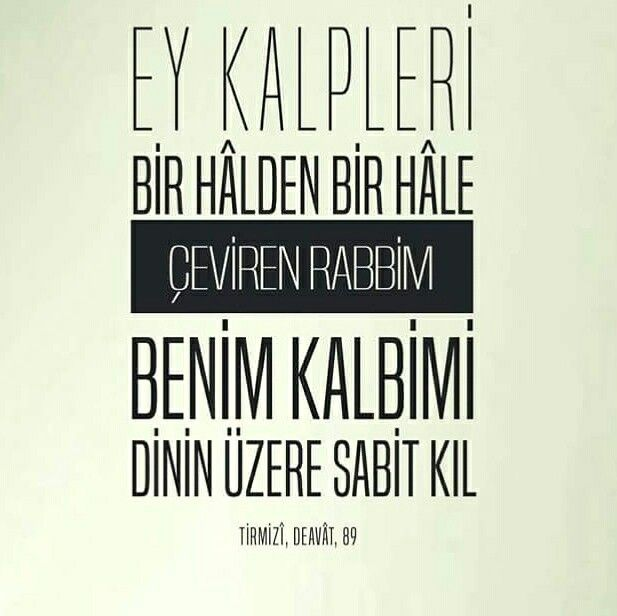 EY KALPLERİ
BİR HÂLDEN BİR HÂLE
ÇEVİREN RABBİM
BENİM KALBİMİ
DİNİN ÜZERE SABİT KIL
TİRMİZÎ, DEAVÂT, 89